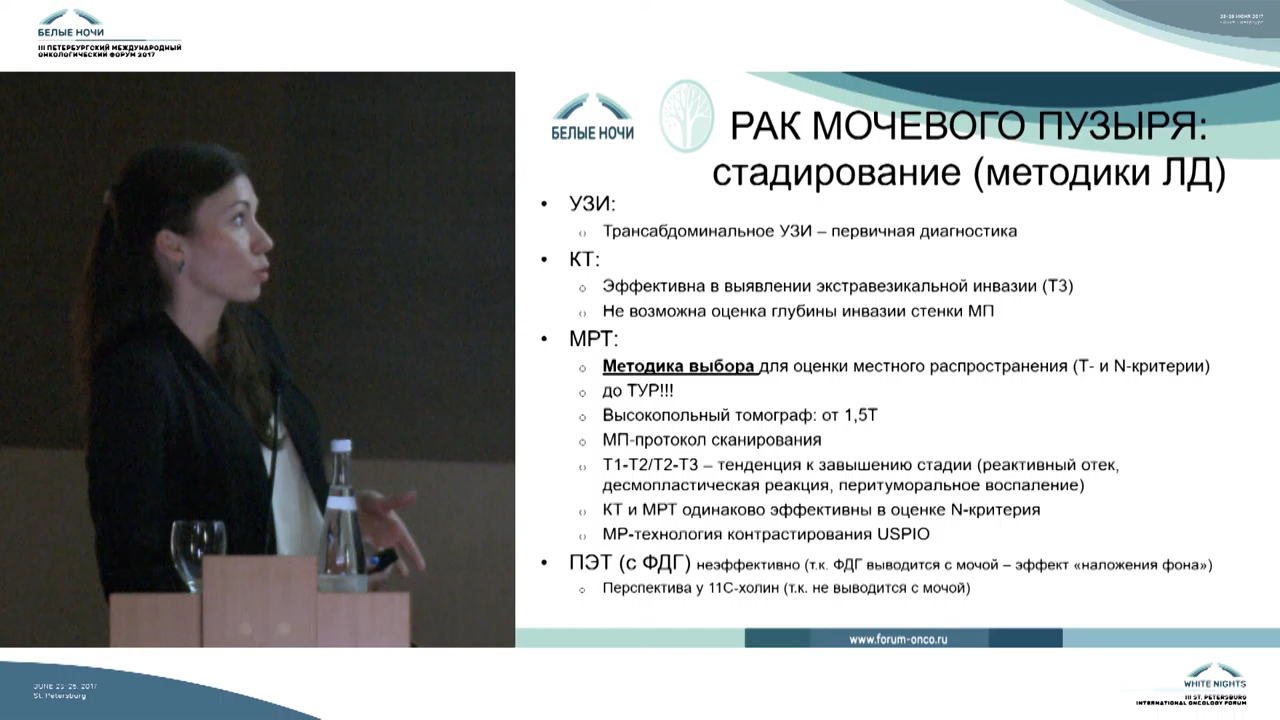 БЕЛЫЕ НОЧИ
III ПЕТЕРБУРГСКИЙ МЕЖДУНАРОДНЫЙ
ОНКОЛОГИЧЕСКИЙ ФОРУМ 2017
23-25 ИЮНЯ 2017
БЕЛЫЕ НОЧИ
РАК МОЧЕВОГО ПУЗЫРЯ:
стадирование (методики ЛД)
• УЗИ:
Трансабдоминальное УЗИ – первичная диагностика
• КТ:
Эффективна в выявлении экстравезикальной инвазии (Т3)
Не возможна оценка глубины инвазии стенки МП
• МРТ:
Методика выбора для оценки местного распространения (Т- и N-критерии)
до ТУР!!!
Высокопольный томограф: от 1,5Т
МП-протокол сканирования
Т1-Т2/Т2-Т3 – тенденция к завышению стадии (реактивный отек,
десмопластическая реакция, перитуморальное воспаление)
КТ и МРТ одинаково эффективны в оценке N-критерия
МР-технология контрастирования USPIO
• ПЭТ (с ФДГ) неэффективно (т.к. ФДГ выводится с мочой – эффект «наложения фона»)
Перспектива у 11С-холин (т.к. не выводится с мочой)
www.forum-onco.ru
JUNE 23-25, 2017
St. Petersburg
WHITE NIGHTS
III ST. PETERSBURG
INTERNATIONAL ONCOLOGY FORUM